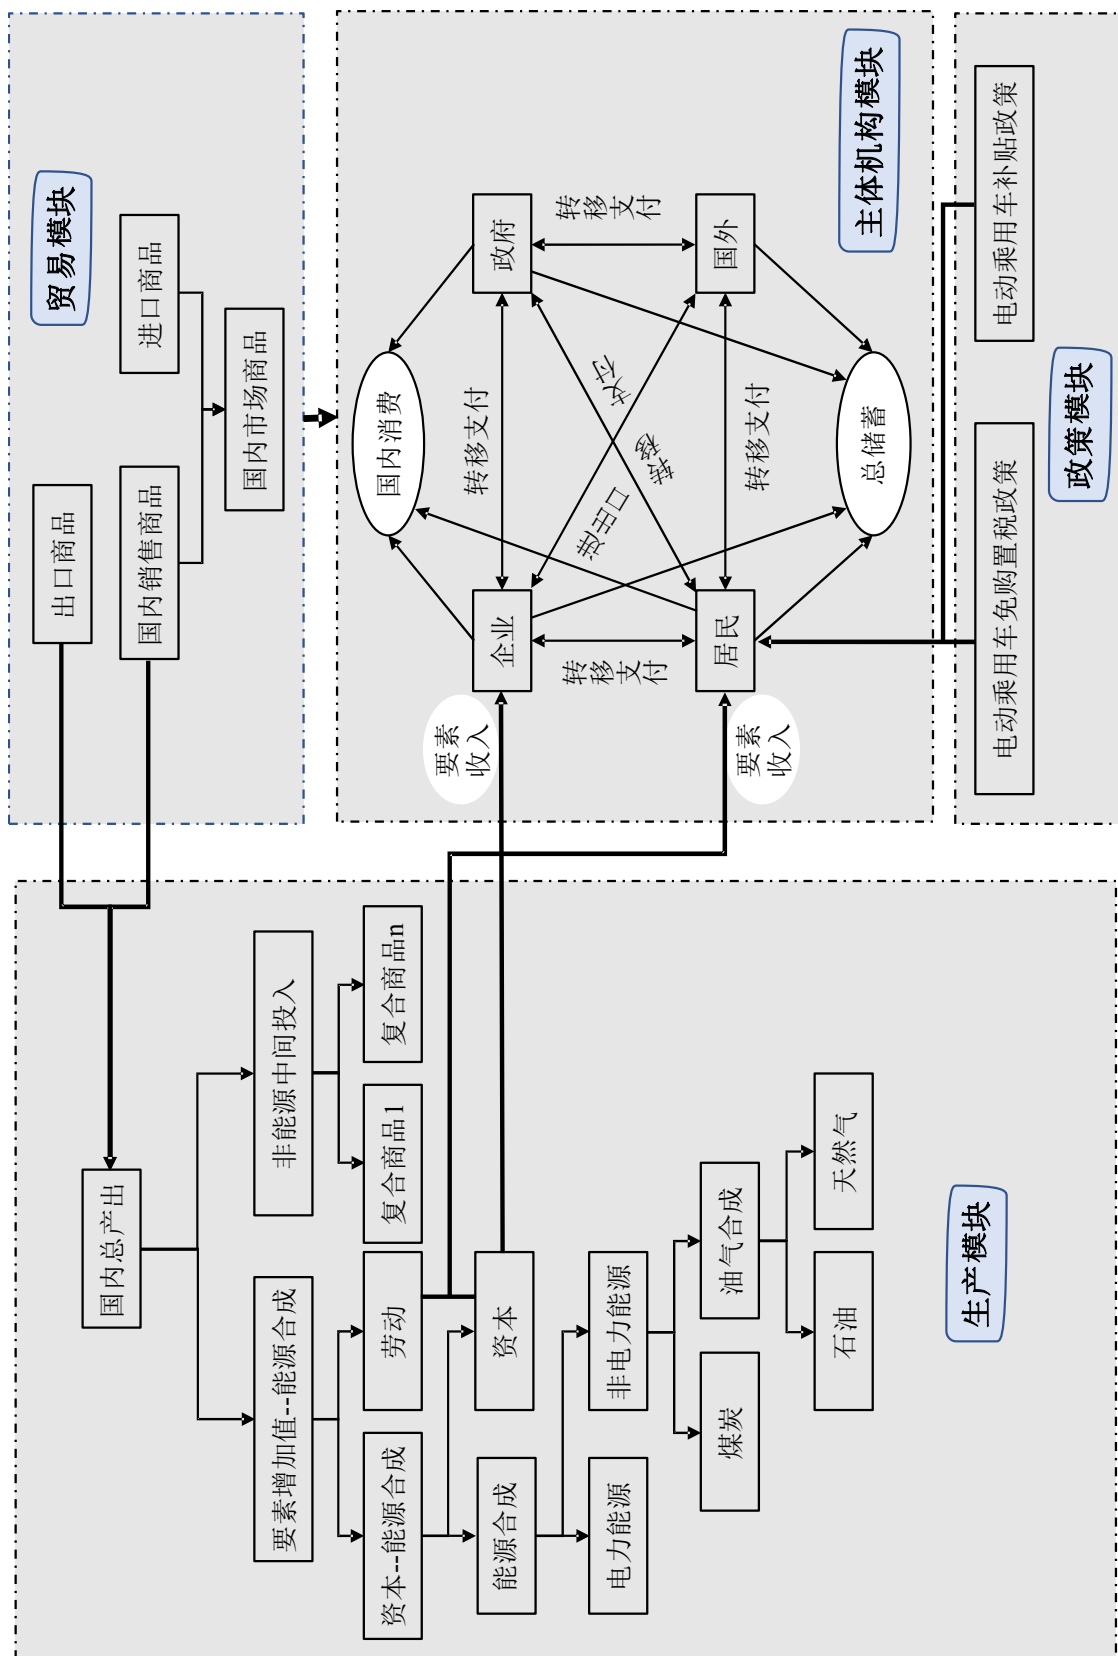 国内总产出
要素增加值--能源合成
非能源中间投入
资本--能源合成
劳动
复合商品1
复合商品n
能源合成
资本
电力能源
非电力能源
煤炭
油气合成
石油
天然气
生产模块
出口商品
国内销售商品
进口商品
国内市场商品
贸易模块
要素
收入
要素
收入
国内消费
企业
转移支付
政府
转移
支付
进出口
转移
支付
转移
支付
居民
转移支付
国外
总储蓄
主体机构模块
电动乘用车免购置税政策
电动乘用车补贴政策
政策模块